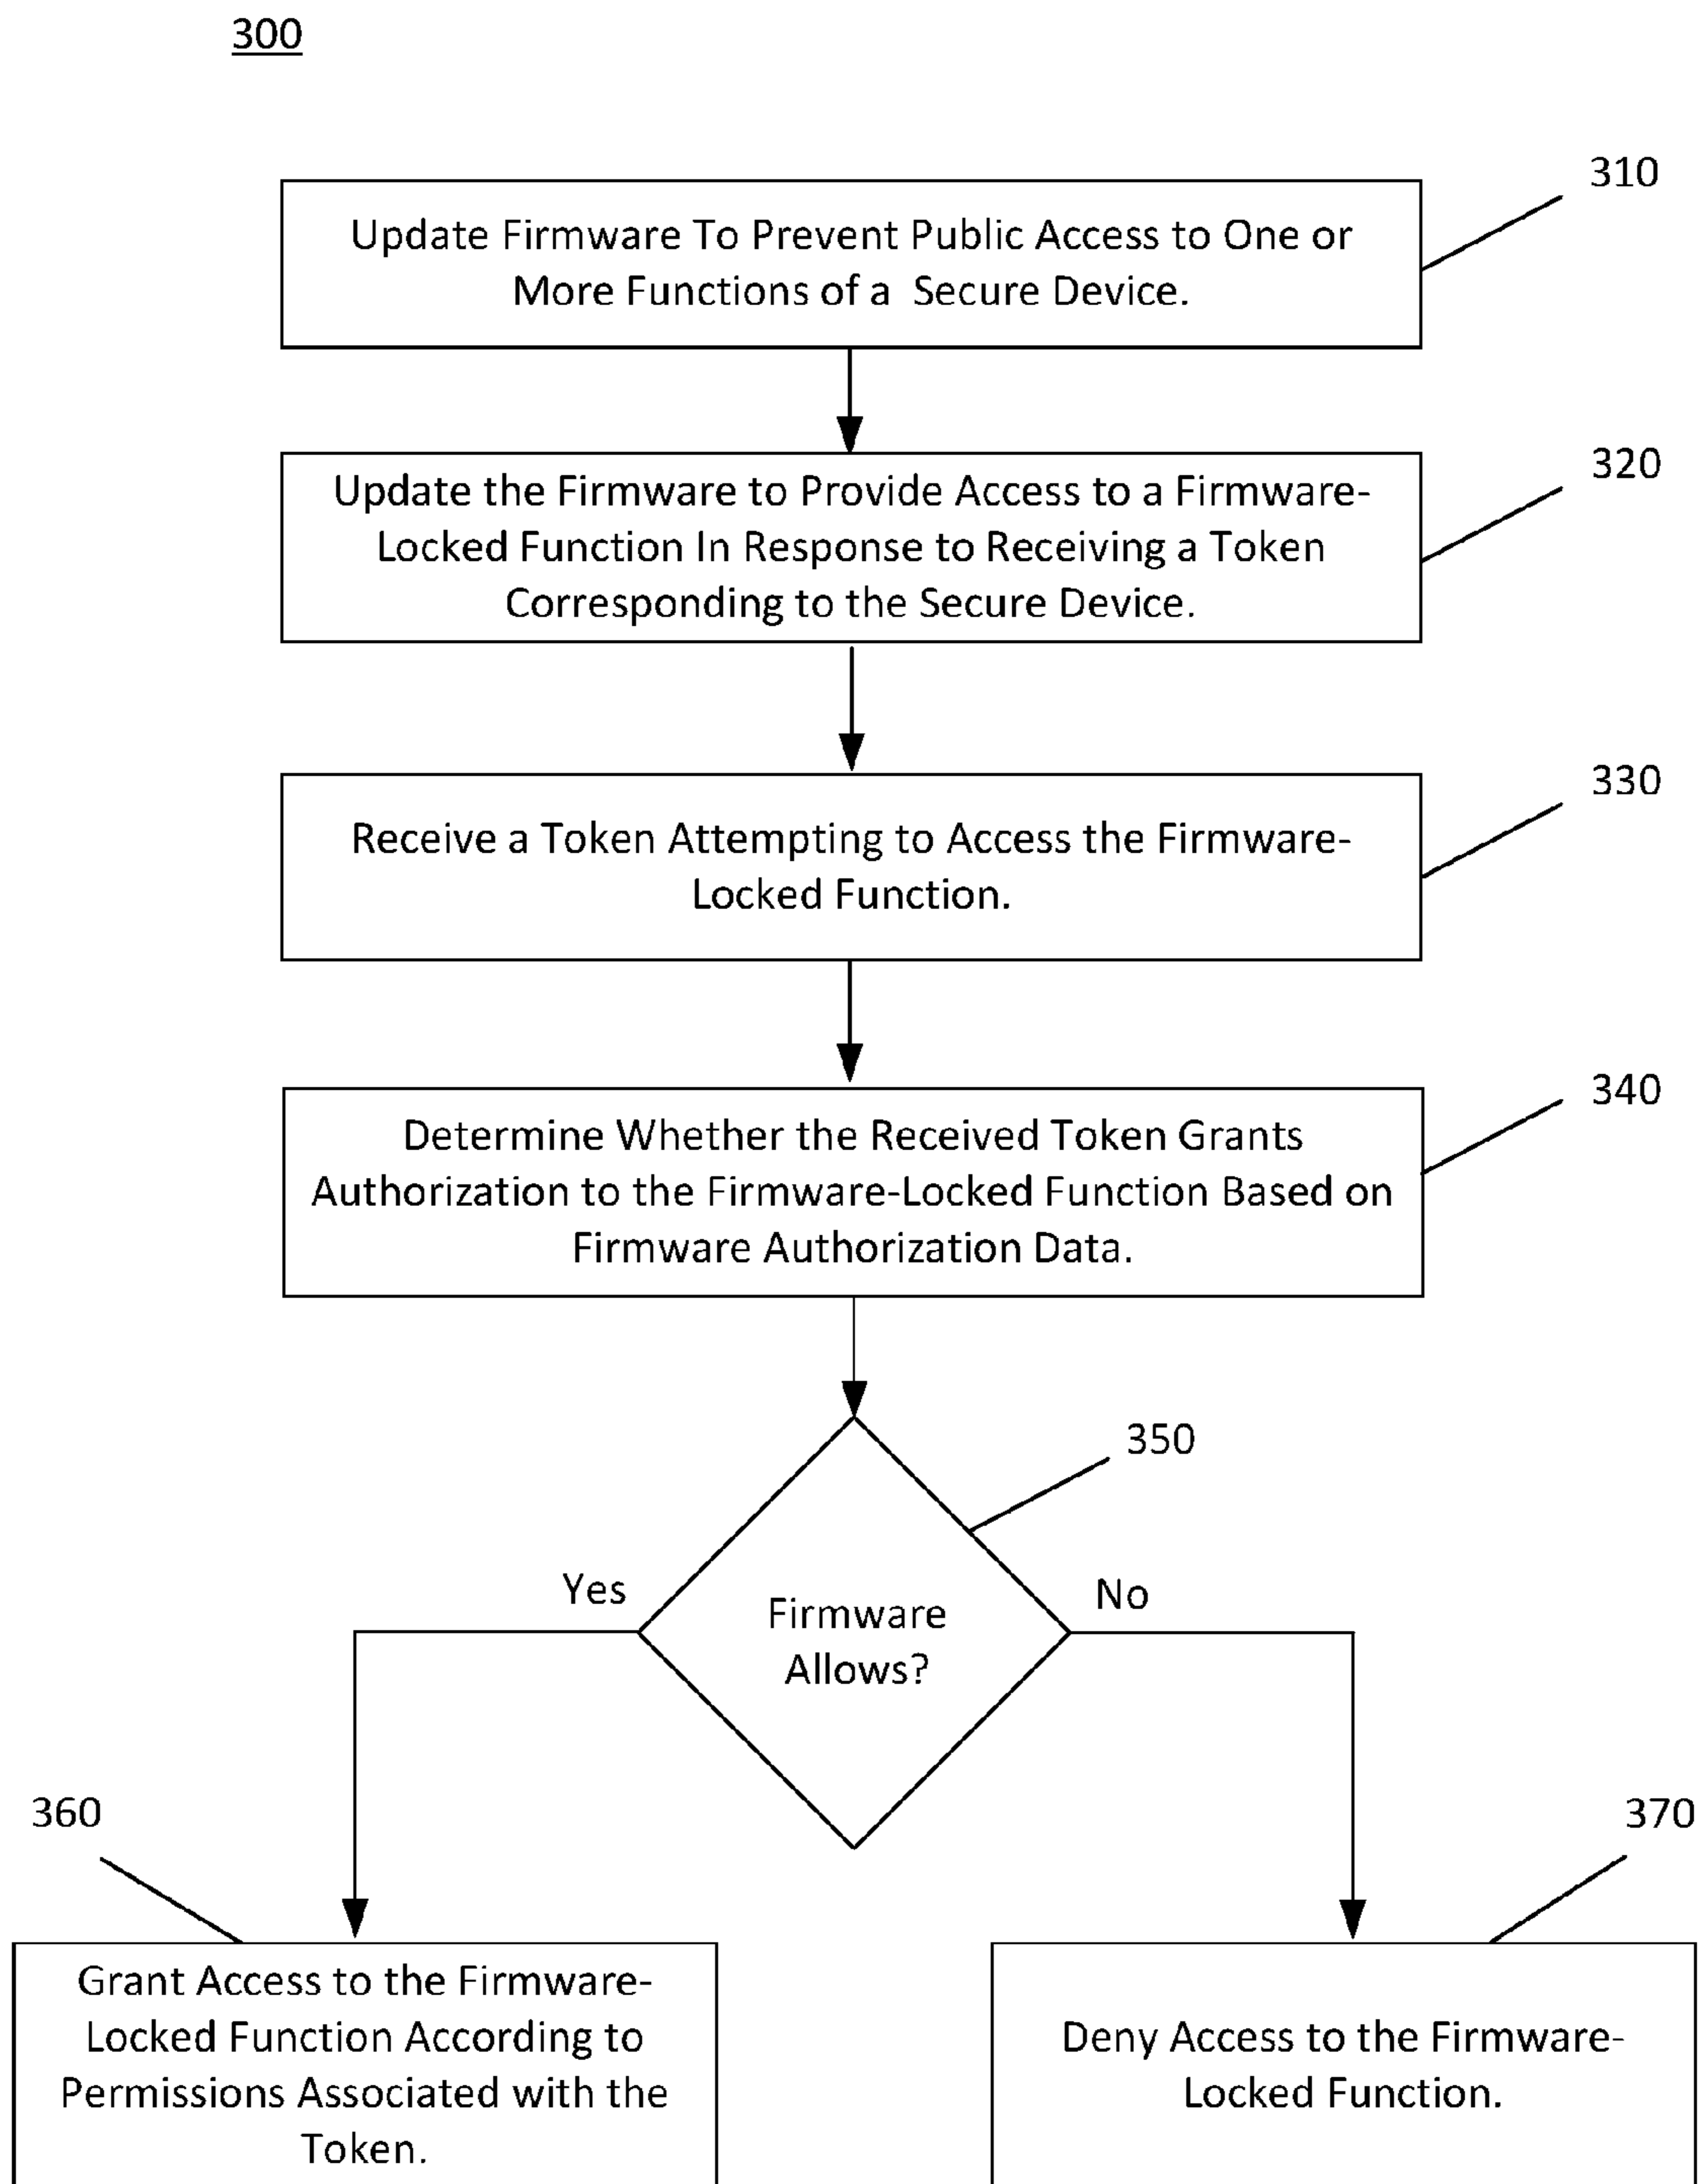 300
310
Update Firmware To Prevent Public Access to One or
More Functions of a Secure Device.
320
Update the Firmware to Provide Access to a Firmware-
Locked Function In Response to Receiving a Token
Corresponding to the Secure Device.
330
Receive a Token Attempting to Access the Firmware-
Locked Function.
340
Determine Whether the Received Token Grants
Authorization to the Firmware-Locked Function Based on
Firmware Authorization Data.
350
Yes
No
Firmware
Allows?
360
370
Grant Access to the Firmware-
Locked Function According to
Permissions Associated with the
Token.
Deny Access to the Firmware-
Locked Function.